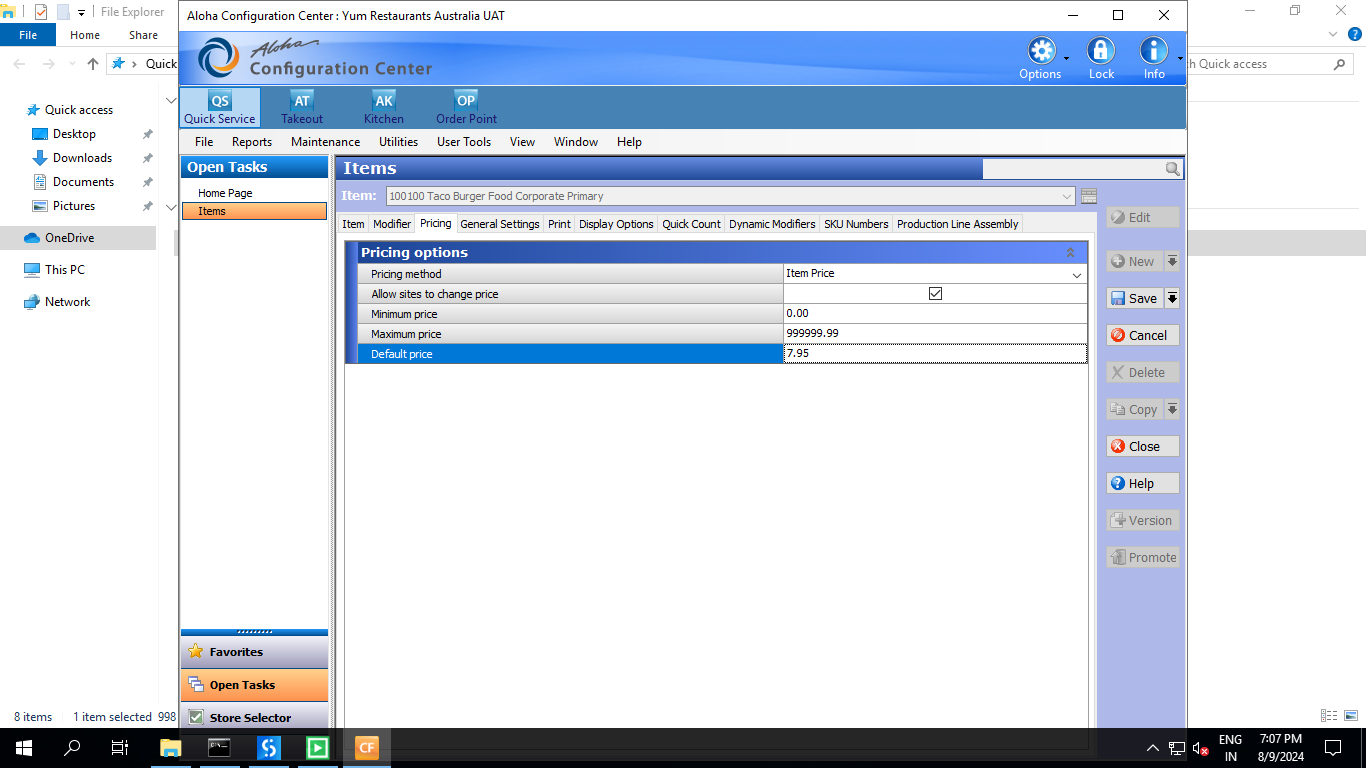 File Explorer
Aloha Configuration Center : Yum Restaurants Australia UAT
File
Home
Share
Aloha
Configuration Center
Options
Lock
Info
Quick
ch Quick access
QS
Quick Service
AT
Takeout
AK
Kitchen
OP
Order Point
File
Reports
Maintenance
Utilities
User Tools
View
Window
Help
Quick access
Desktop
Downloads
Documents
Pictures
OneDrive
This PC
Network
Open Tasks
Home Page
Items
Items
Item:
100100 Taco Burger Food Corporate Primary
Item
Modifier
Pricing
General Settings
Print
Display Options
Quick Count
Dynamic Modifiers
SKU Numbers
Production Line Assembly
Pricing options
Pricing method
Item Price
Allow sites to change price
Minimum price
0.00
Maximum price
999999.99
Default price
7.95
Edit
New
Save
Cancel
Delete
Copy
Close
Help
Version
Promote
Favorites
Open Tasks
Store Selector
8 items
1 item selected
998
CF
ENG
IN
7:07 PM
8/9/2024